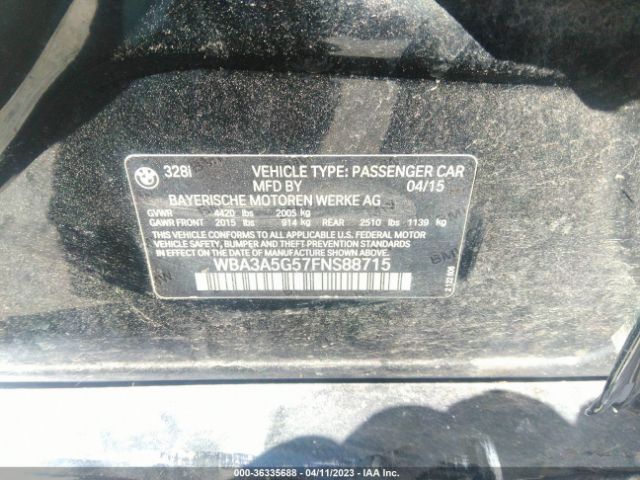 328i VEHICLE TYPE: PASSENGER CAR
MFD BY 04/15
BAYERISCHE MOTOREN WERKE AG
GVWR 4420 lbs 2005 kg
GAWR FRONT 2015 lbs 914 kg REAR 2510 lbs 1139 kg
THIS VEHICLE CONFORMS TO ALL APPLICABLE U.S. FEDERAL MOTOR
VEHICLE SAFETY, BUMPER AND THEFT PREVENTION STANDARDS
IN EFFECT ON THE DATE OF MANUFACTURE SHOWN ABOVE.
WBA3A5G57FNS88715
© 36335688 - 04/11/2023 - IAA Inc.